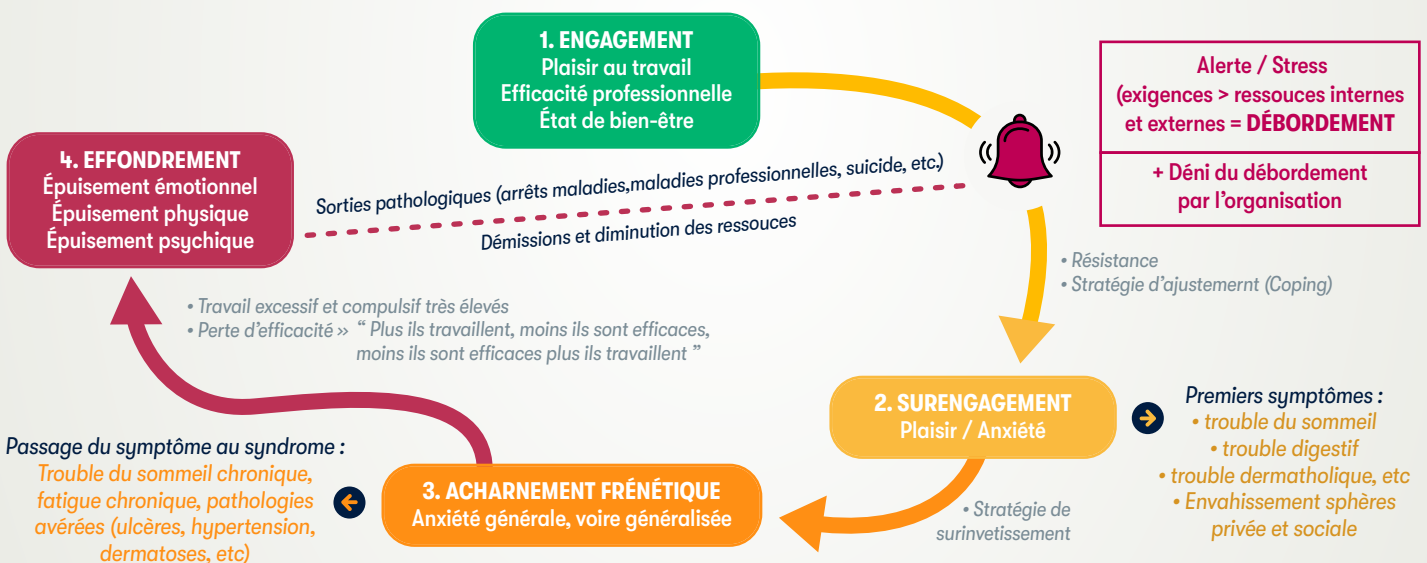 1. ENGAGEMENT
Plaisir au travail
Efficacité professionnelle
État de bien-être
Alerte / Stress
(exigences > ressouces internes
et externes = DÉBORDEMENT
+ Déni du débordement
par l'organisation
4. EFFONDREMENT
Épuisement émotionnel
Épuisement physique
Épuisement psychique
Sorties pathologiques (arrêts maladies,maladies professionnelles, suicide, etc.)
Démissions et diminution des ressouces
• Résistance
• Stratégie d'ajustemernt (Coping)
• Travail excessif et compulsif très élevés
• Perte d'efficacité » “ Plus ils travaillent, moins ils sont efficaces,
moins ils sont efficaces plus ils travaillent ”
2. SURENGAGEMENT
Plaisir / Anxiété
Premiers symptômes :
• trouble du sommeil
• trouble digestif
• trouble dermatholique, etc
• Envahissement sphères
privée et sociale
• Stratégie de
surinvetissement
3. ACHARNEMENT FRÉNÉTIQUE
Anxiété générale, voire généralisée
Passage du symptôme au syndrome :
Trouble du sommeil chronique,
fatigue chronique, pathologies
avérées (ulcères, hypertension,
dermatoses, etc)